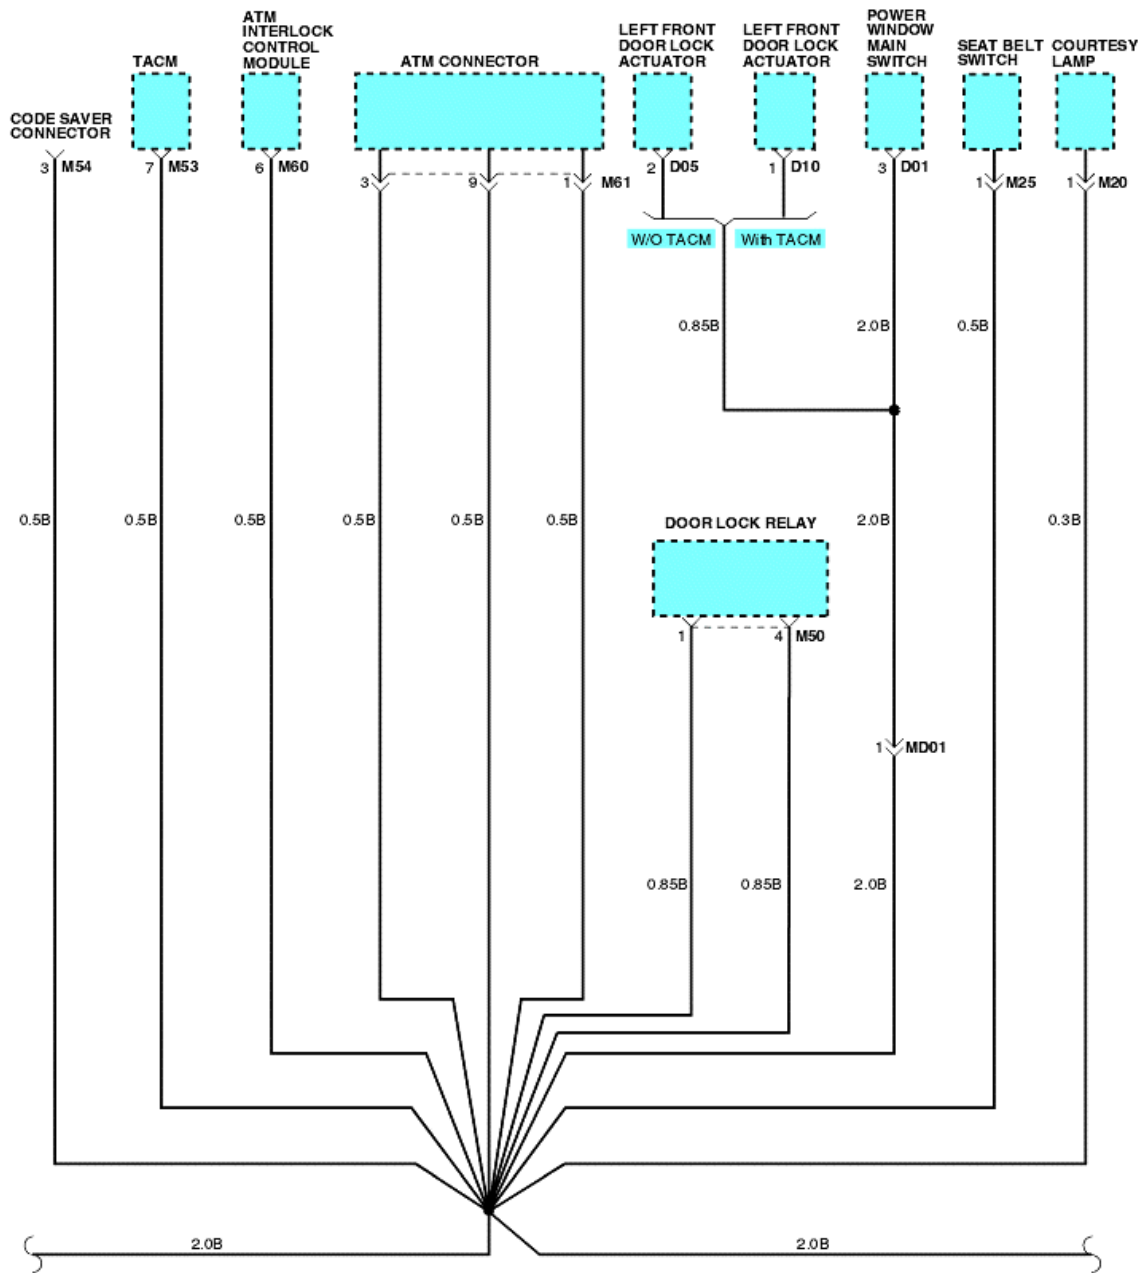 CODE SAVER
CONNECTOR
TACM
ATM
INTERLOCK
CONTROL
MODULE
ATM CONNECTOR
LEFT FRONT
DOOR LOCK
ACTUATOR
LEFT FRONT
DOOR LOCK
ACTUATOR
POWER
WINDOW
MAIN
SWITCH
SEAT BELT
SWITCH
COURTESY
LAMP
3 M54
7 M53
6 M60
3
9
1 M61
2 D05
1 D10
3 D01
1 M25
1 M20
W/O TACM
With TACM
0.85B
2.0B
0.5B
0.5B
0.5B
0.5B
0.5B
0.5B
0.5B
DOOR LOCK RELAY
2.0B
0.3B
1
4 M50
1 MD01
0.85B
0.85B
2.0B
2.0B
2.0B